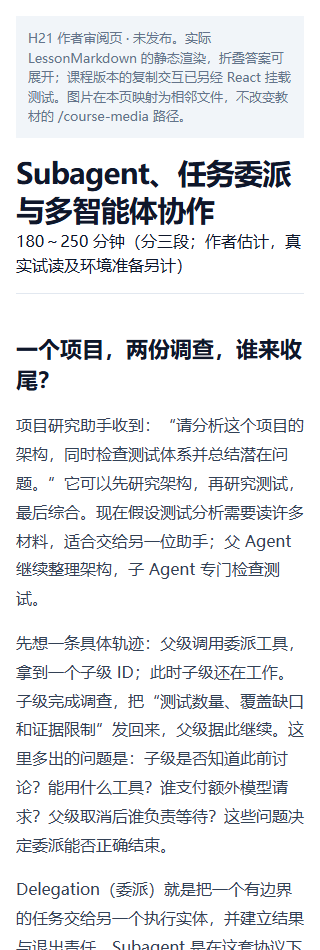 H21 作者审阅页 · 未发布。实际
LessonMarkdown 的静态渲染，折叠答案可
展开；课程版本的复制交互已另经 React 挂载
测试。图片在本页映射为相邻文件，不改变教
材的 /course-media 路径。
Subagent、任务委派
与多智能体协作
180～250 分钟（分三段；作者估计，真
实试读及环境准备另计）
一个项目，两份调查，谁来收
尾？
项目研究助手收到：“请分析这个项目的
架构，同时检查测试体系并总结潜在问
题。”它可以先研究架构，再研究测试，
最后综合。现在假设测试分析需要读许多
材料，适合交给另一位助手；父 Agent
继续整理架构，子 Agent 专门检查测
试。
先想一条具体轨迹：父级调用委派工具，
拿到一个子级 ID；此时子级还在工作。
子级完成调查，把“测试数量、覆盖缺口
和证据限制”发回来，父级据此继续。这
里多出的问题是：子级是否知道此前讨
论？能用什么工具？谁支付额外模型请
求？父级取消后谁负责等待？这些问题决
定委派能否正确结束。
Delegation（委派）就是把一个有边界
的任务交给另一个执行实体，并建立结果
与退出责任。Subagent 是在这套协议下